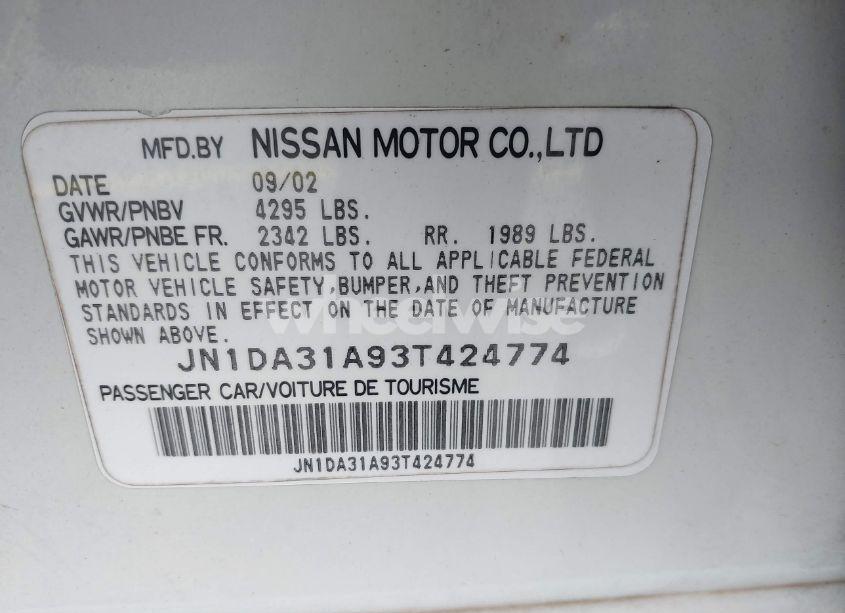 MFD.BY NISSAN MOTOR CO.,LTD
DATE 09/02
GVWR/PNBV 4295 LBS.
GAWR/PNBE FR. 2342 LBS. RR. 1989 LBS.
THIS VEHICLE CONFORMS TO ALL APPLICABLE FEDERAL
MOTOR VEHICLE SAFETY,BUMPER,AND THEFT PREVENTION
STANDARDS IN EFFECT ON THE DATE OF MANUFACTURE
SHOWN ABOVE.
wheelwise
JN1DA31A93T424774
PASSENGER CAR/VOITURE DE TOURISME
JN1DA31A93T424774